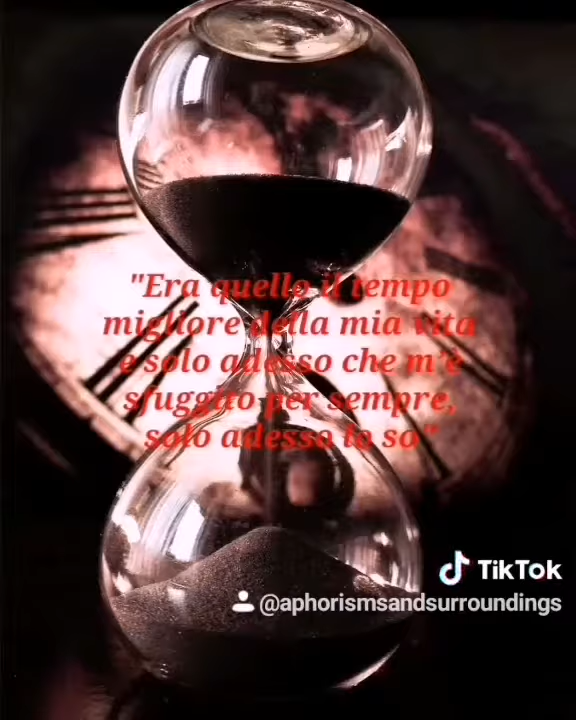 "Era quello il tempo
migliore della mia vita
e solo adesso che m'è
sfuggito per sempre,
solo adesso lo so"
TikTok
@aphorismsandsurroundings